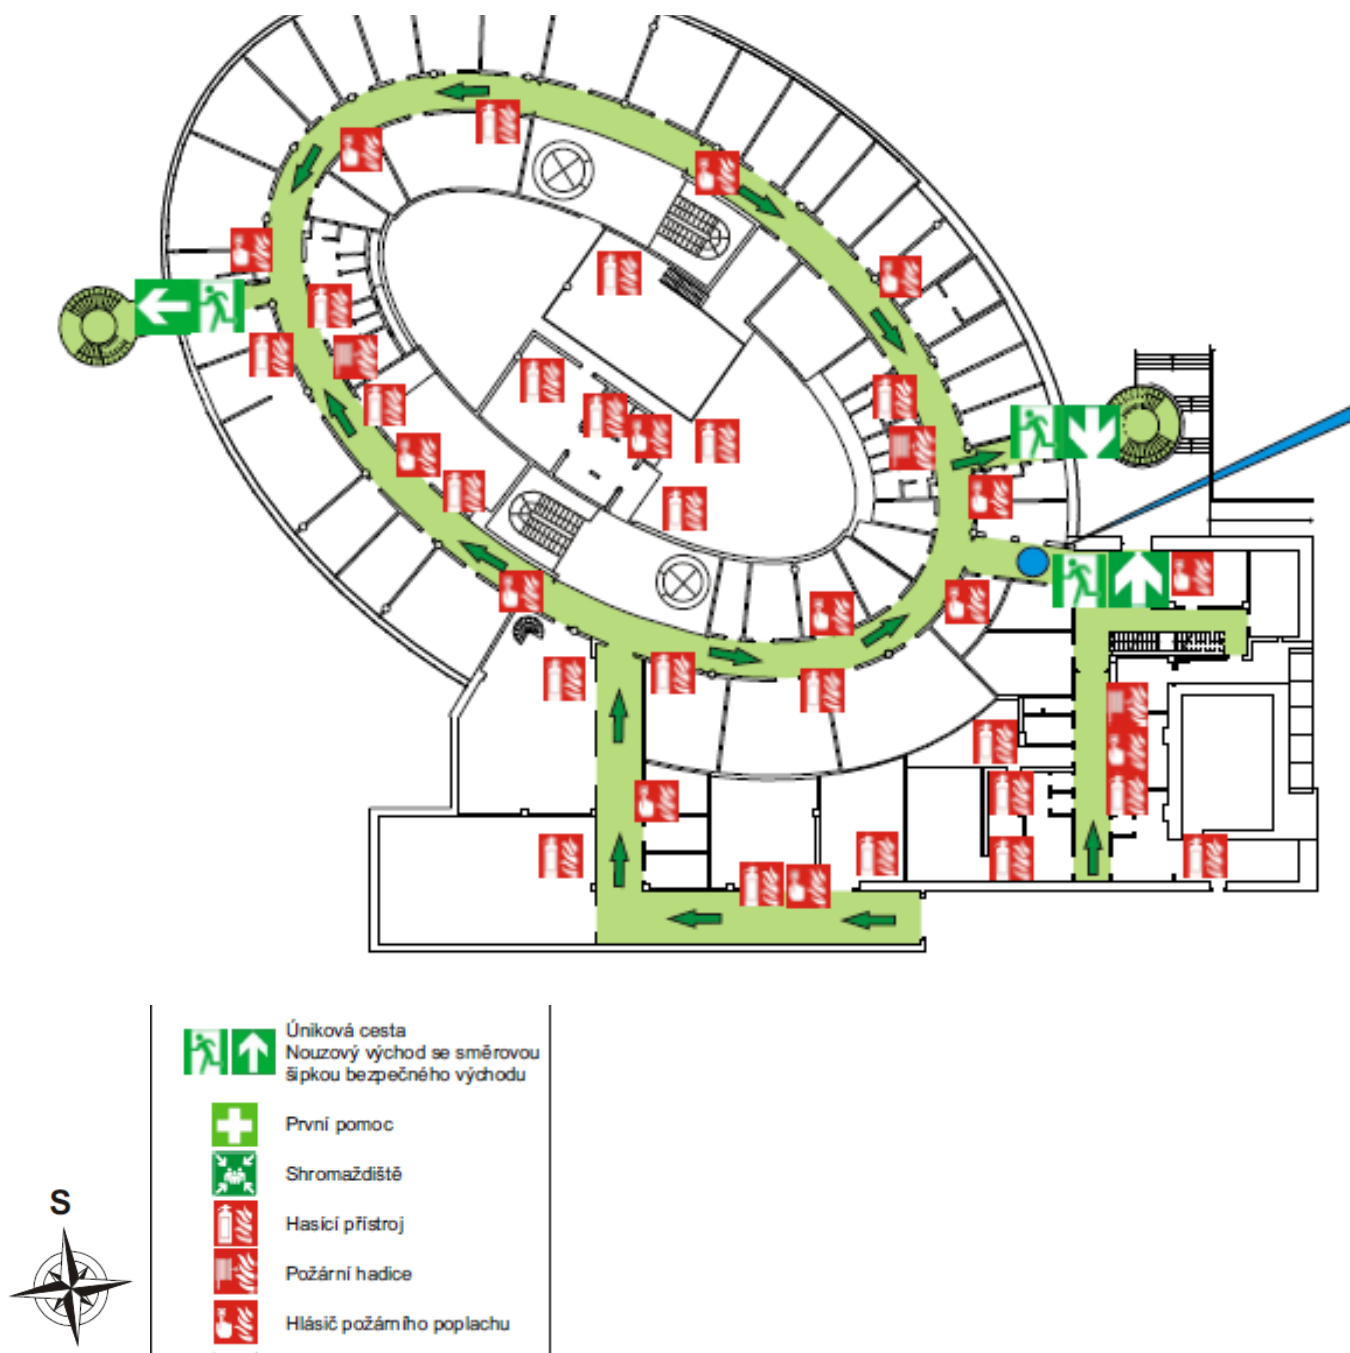 Úniková cesta
Nouzový východ se směrovou
šipkou bezpečného východu
První pomoc
Shromaždiště
Hasící přístroj
Požární hadice
Hlásič požárního poplachu
S